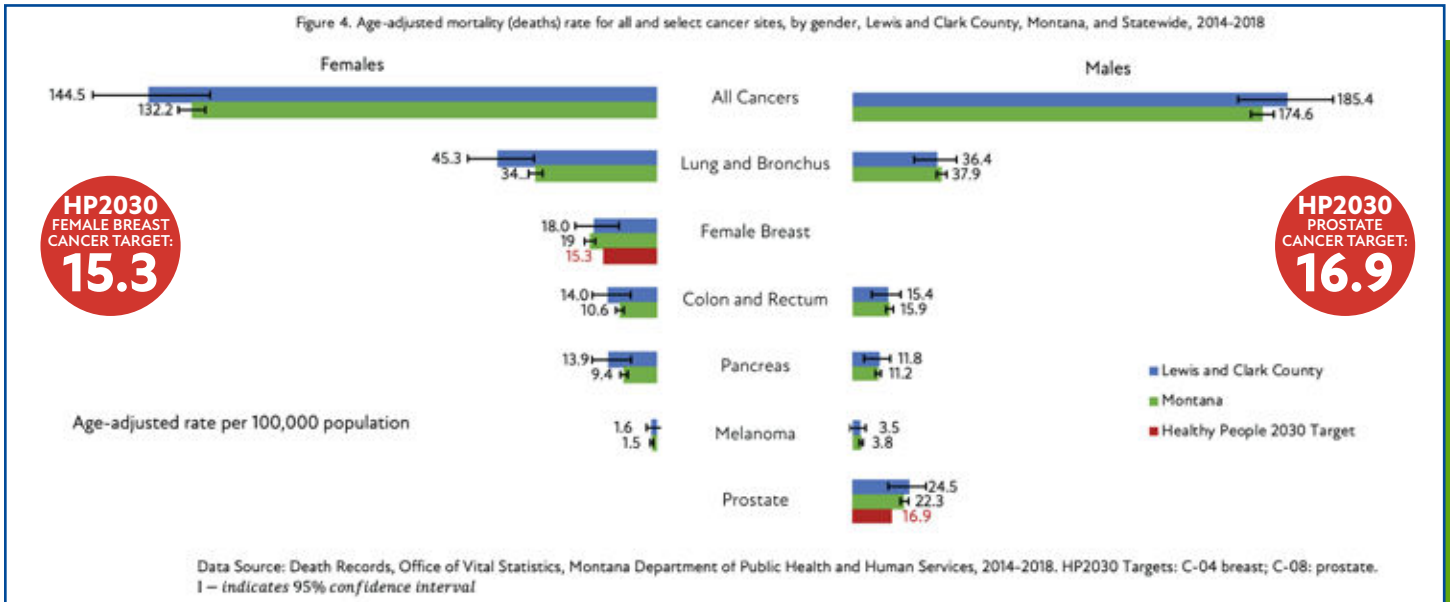 Figure 4. Age-adjusted mortality (deaths) rate for all and select cancer sites, by gender, Lewis and Clark County, Montana, and Statewide, 2014-2018
Females
Males
144.5
132.2
All Cancers
185.4
174.6
45.3
34..
Lung and Bronchus
36.4
37.9
HP2030
FEMALE BREAST
CANCER TARGET:
15.3
18.0
19
15.3
Female Breast
HP2030
PROSTATE
CANCER TARGET:
16.9
14.0
10.6
Colon and Rectum
15.4
15.9
13.9
9.4
Pancreas
11.8
11.2
Lewis and Clark County
Montana
Healthy People 2030 Target
Age-adjusted rate per 100,000 population
1.6
1.5
Melanoma
3.5
3.8
Prostate
24.5
22.3
16.9
Data Source: Death Records, Office of Vital Statistics, Montana Department of Public Health and Human Services, 2014-2018. HP2030 Targets: C-04 breast; C-08: prostate.
I – indicates 95% confidence interval